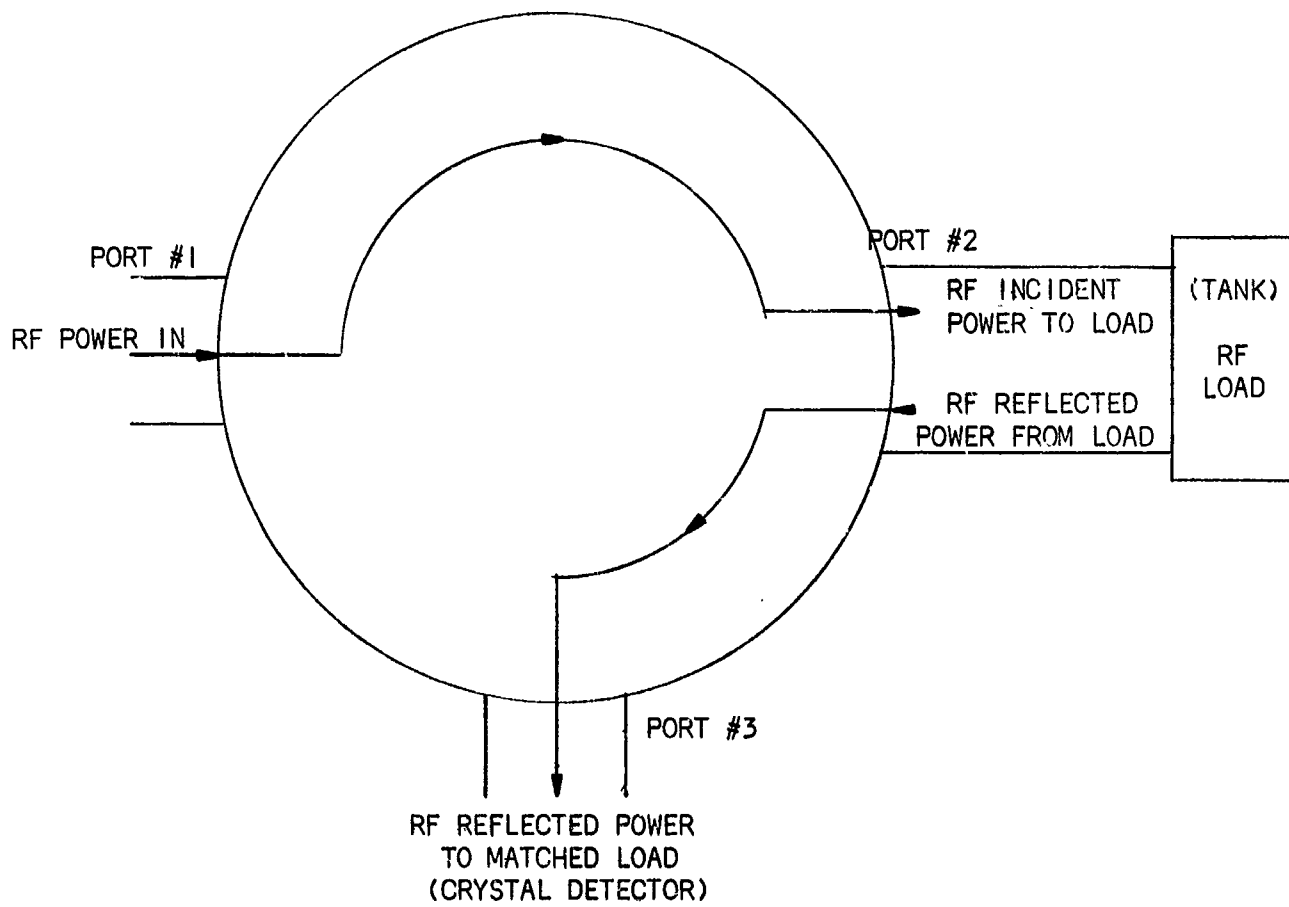 PORT #1
RF POWER IN
PORT #2
RF INCIDENT
POWER TO LOAD
RF REFLECTED
POWER FROM LOAD
(TANK)
RF
LOAD
PORT #3
RF REFLECTED POWER
TO MATCHED LOAD
(CRYSTAL DETECTOR)